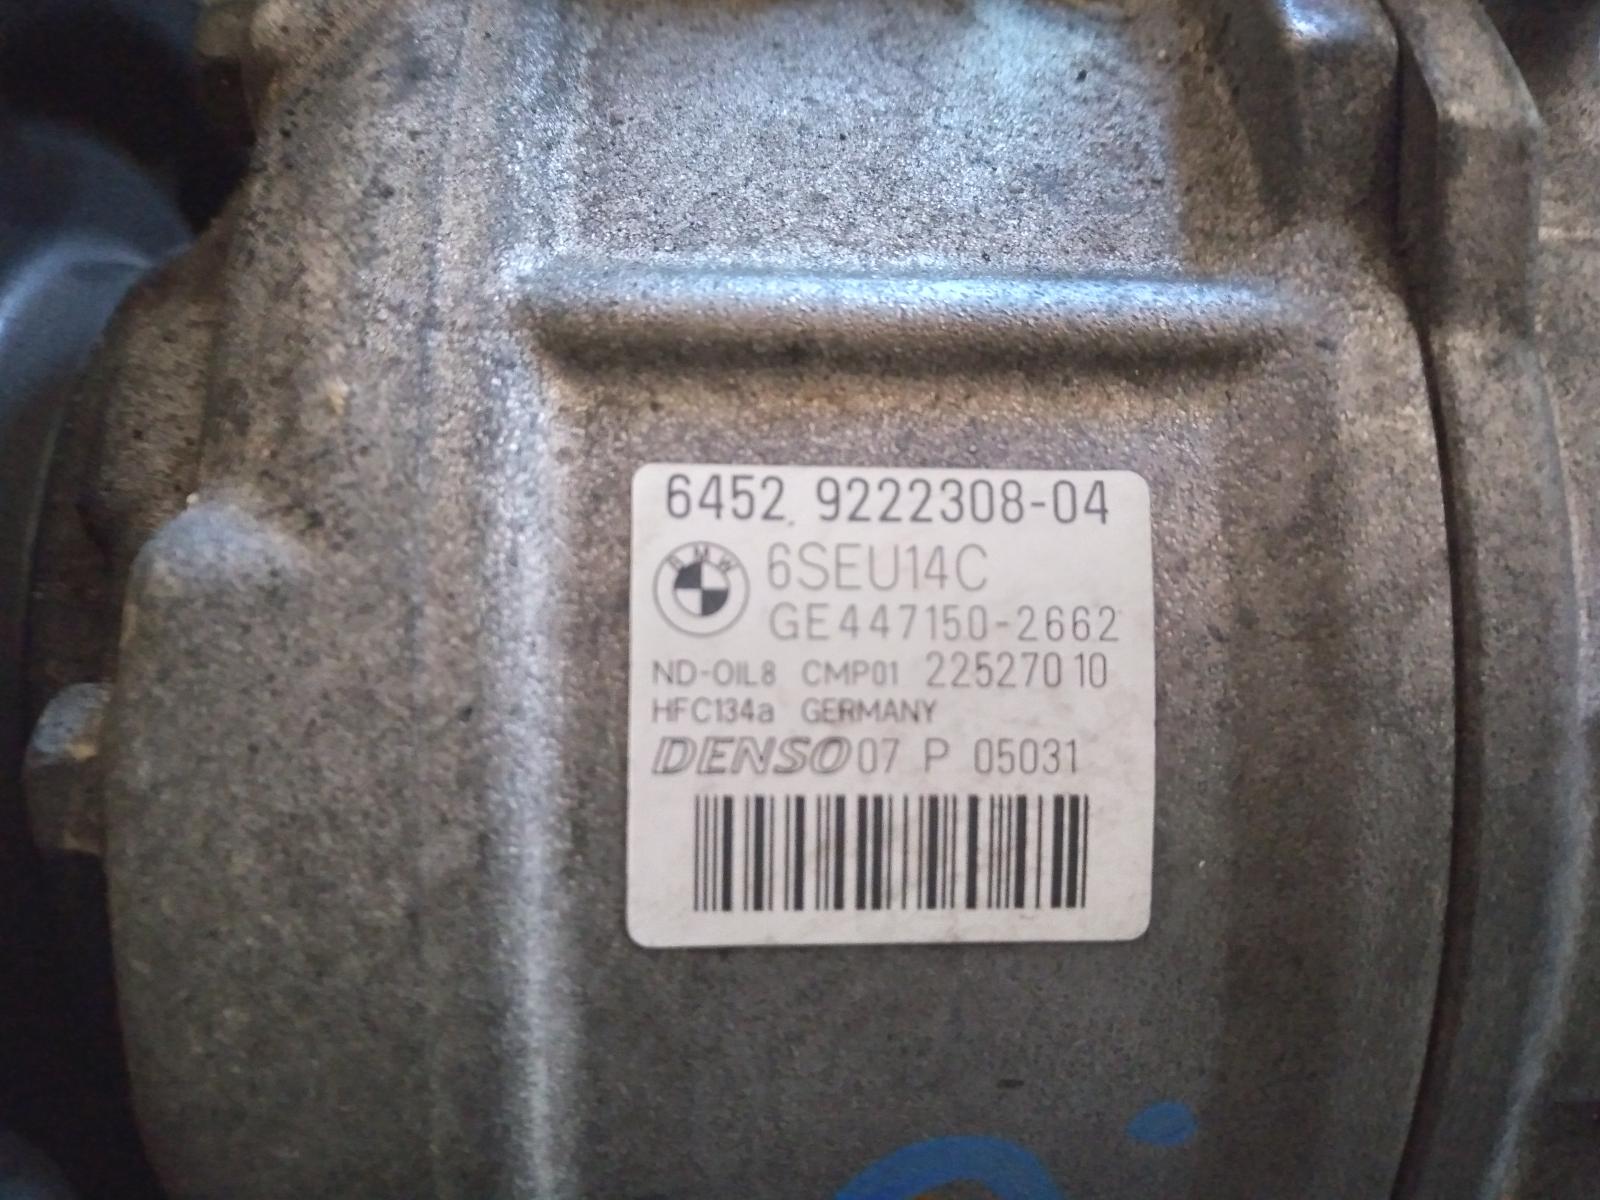 6452 9222308-04
BMW 6SEU14C
GE447150-2662
ND-OIL8 CMP01 22527010
HFC134a GERMANY
DENSO 07 P 05031